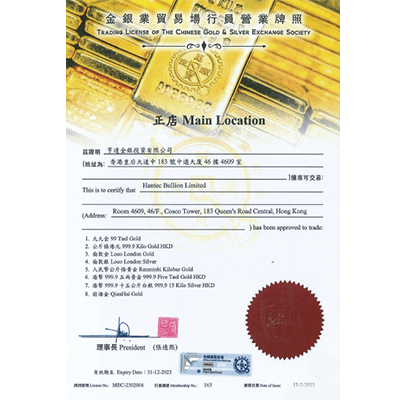 金銀業貿易場行員營業牌照
TRADING LICENSE OF THE CHINESE GOLD & SILVER EXCHANGE SOCIETY
正店 Main Location
茲證明 亨達金銀投資有限公司
(地址為: 香港皇后大道中 183 號中遠大廈 46 樓 4609 室
)獲准可交易:
This is to certify that Hantec Bullion Limited
(Address: Room 4609, 46/F., Cosco Tower, 183 Queen's Road Central, Hong Kong
)has been approved to trade:
1 九九金 99 Tael Gold
2 公斤條港元 999.9 Kilo Gold HKD
3 倫敦金 Loco London Gold
4 倫敦銀 Loco London Silver
5 人民幣公斤條黃金 Renminbi Kilobar Gold
6 港幣 999.9 五両黃金 999.9 Five Tael Gold HKD
7 港幣 999.9 十五公斤白銀 999.9 15 Kilo Silver HKD
8 前海金 QianHai Gold
理事長 President (張德熙)
有效期至 Expiry Date : 31-12-2023
牌照號碼 License No.: MBC-2302006 行員編號 Membership No.: 163 簽發日期 Date of Issue: